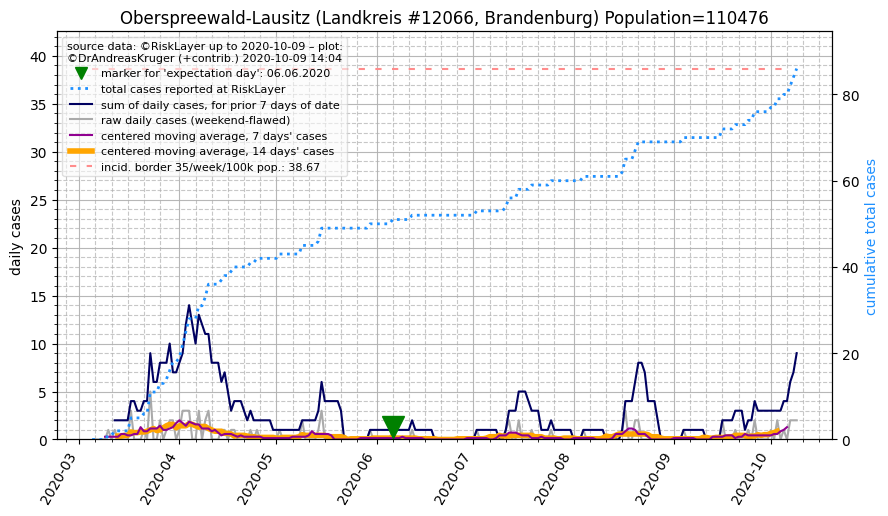 Oberspreewald-Lausitz (Landkreis #12066, Brandenburg) Population=110476
source data: ©RiskLayer up to 2020-10-09 – plot:
©DrAndreasKruger (+contrib.) 2020-10-09 14:04
marker for 'expectation day': 06.06.2020
total cases reported at RiskLayer
sum of daily cases, for prior 7 days of date
raw daily cases (weekend-flawed)
centered moving average, 7 days' cases
centered moving average, 14 days' cases
incid. border 35/week/100k pop.: 38.67
daily cases
40
35
30
25
20
15
10
5
0
cumulative total cases
80
60
40
20
0
2020-03
2020-04
2020-05
2020-06
2020-07
2020-08
2020-09
2020-10